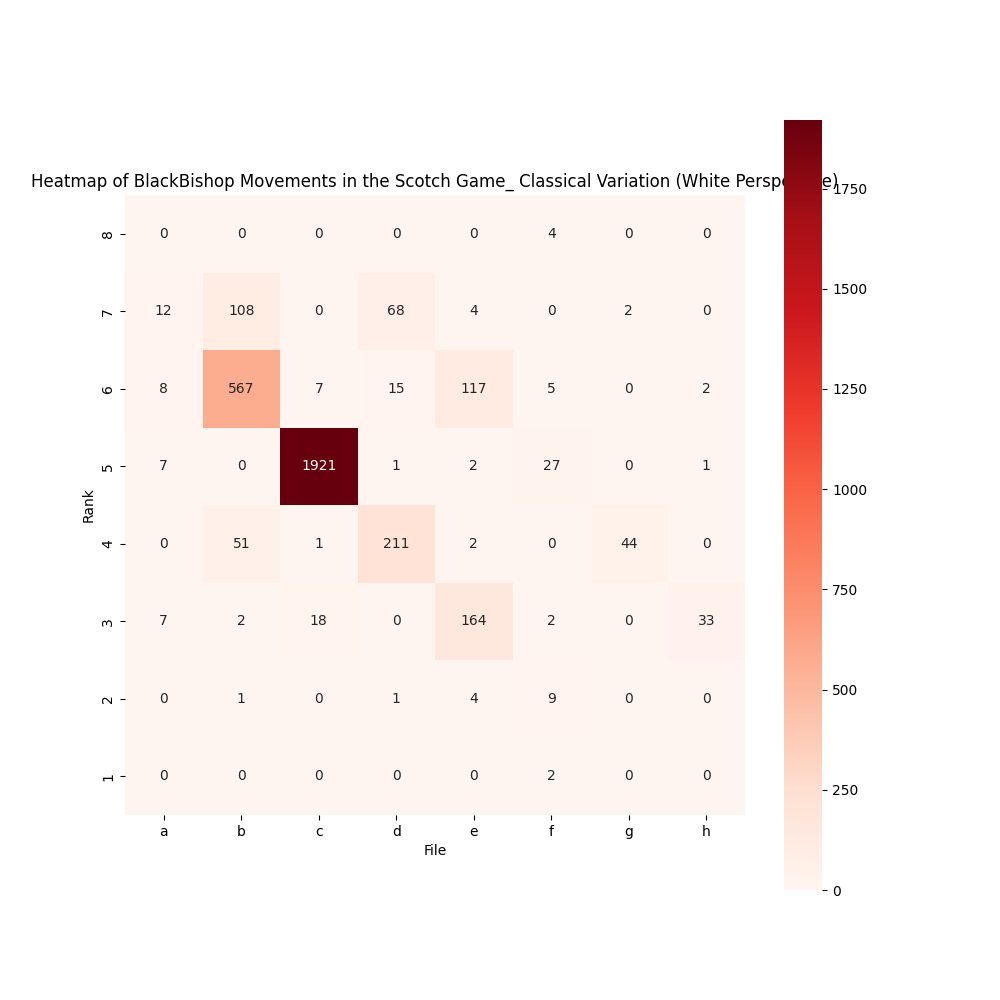 Heatmap of BlackBishop Movements in the Scotch Game_ Classical Variation (White Perspe e)
8 0 0 0 0 0 4 0 0
7 12 108 0 68 4 0 2 0
6 8 567 7 15 117 5 0 2
5 7 0 1921 1 2 27 0 1
Rank
4 0 51 1 211 2 0 44 0
3 7 2 18 0 164 2 0 33
2 0 1 0 1 4 9 0 0
1 0 0 0 0 0 2 0 0
a b c d e f g h
File
1750
1500
1250
1000
750
500
250
0